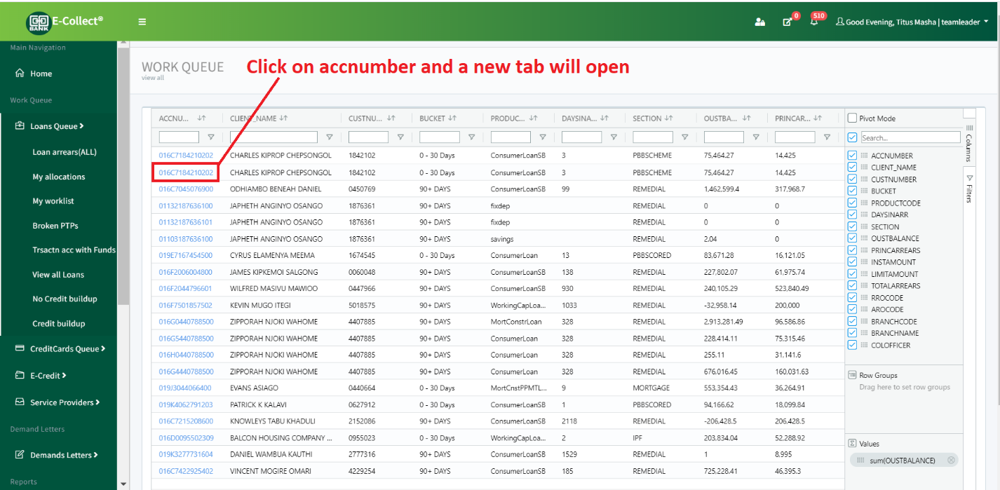 CO-OP BANK E-Collect® ☰ 0 510 Good Evening, Titus Masha | teamleader
Main Navigation
Home
Work Queue
Loans Queue
Loan arrears(ALL)
My allocations
My worklist
Broken PTPs
Trsactn acc with Funds
View all Loans
No Credit buildup
Credit buildup
CreditCards Queue
E-Credit
Service Providers
Demand Letters
Demands Letters
Reports
WORK QUEUE
view all
Click on accnumber and a new tab will open
ACCNU... CLIENT_NAME CUSTNU... BUCKET PRODUC... DAYSINA... SECTION OUSTBA... PRINCAR...
016C7184210202 CHARLES KIPROP CHEPSONGOL 1842102 0 - 30 Days ConsumerLoanSB 3 PBBSCHEME 75,464.27 14,425
016C7184210202 CHARLES KIPROP CHEPSONGOL 1842102 0 - 30 Days ConsumerLoanSB 3 PBBSCHEME 75,464.27 14,425
016C7045076900 ODHIAMBO BENEAH DANIEL 0450769 90+ DAYS ConsumerLoanSB 99 REMEDIAL 1,462,599.4 317,968.7
01132187636100 JAPHETH ANGINYO OSANGO 1876361 90+ DAYS fixdep REMEDIAL 0 0
01132187636101 JAPHETH ANGINYO OSANGO 1876361 90+ DAYS fixdep REMEDIAL 0 0
01103187636100 JAPHETH ANGINYO OSANGO 1876361 90+ DAYS savings REMEDIAL 2.04 0
019E7167454500 CYRUS ELAMENYA MEEMA 1674545 0 - 30 Days ConsumerLoan 13 PBBSCORED 83,671.28 16,121.05
016F2006004800 JAMES KIPKEMOI SALGONG 0060048 90+ DAYS ConsumerLoanSB 138 REMEDIAL 227,802.07 61,975.74
016F2044796601 WILFRED MASIVU MAWIOO 0447966 90+ DAYS ConsumerLoanSB 930 REMEDIAL 240,105.29 523,840.49
016F7501857502 KEVIN MUGO ITEGI 5018575 90+ DAYS WorkingCapLoa... 1033 REMEDIAL -32,958.14 200,000
016G0440788500 ZIPPORAH NJOKI WAHOME 4407885 90+ DAYS MortConstrLoan 328 REMEDIAL 2,913,281.49 96,586.86
016G5440788500 ZIPPORAH NJOKI WAHOME 4407885 90+ DAYS ConsumerLoan 328 REMEDIAL 228,414.11 75,315.46
016H0440788500 ZIPPORAH NJOKI WAHOME 4407885 90+ DAYS ConsumerLoan 328 REMEDIAL 255.11 31,141.6
016G4440788500 ZIPPORAH NJOKI WAHOME 4407885 90+ DAYS ConsumerLoan 328 REMEDIAL 676,016.45 160,031.63
019J3044066400 EVANS ASIAGO 0440664 0 - 30 Days MortCnstPPMTL... 9 MORTGAGE 553,354.43 36,264.91
019K4062791203 PATRICK K KALAVI 0627912 0 - 30 Days ConsumerLoanSB 1 PBBSCORED 94,166.62 18,099.84
016C7215208600 KNOWLEYS TABU KHADULI 2152086 90+ DAYS ConsumerLoanSB 2118 REMEDIAL -206,428.5 206,428.5
016D0095502309 BALCON HOUSING COMPANY ... 0955023 0 - 30 Days WorkingCapLoa... 2 IPF 203,834.04 52,288.92
019K3277731604 DANIEL WAMBUA KAUTHI 2777316 90+ DAYS ConsumerLoanSB 1529 REMEDIAL 1 8.995
016C7422925402 VINCENT MOGIRE OMARI 4229254 90+ DAYS ConsumerLoanSB 185 REMEDIAL 725,228.41 46,395.3
Pivot Mode
Search...
ACCNUMBER
CLIENT_NAME
CUSTNUMBER
BUCKET
PRODUCTCODE
DAYSINARR
SECTION
OUSTBALANCE
PRINCARREARS
INSTAMOUNT
LIMITAMOUNT
TOTALARREARS
RROCODE
AROCODE
BRANCHCODE
BRANCHNAME
COLOFFICER
Row Groups
Drag here to set row groups
Values
sum(OUSTBALANCE)
Columns
Filters